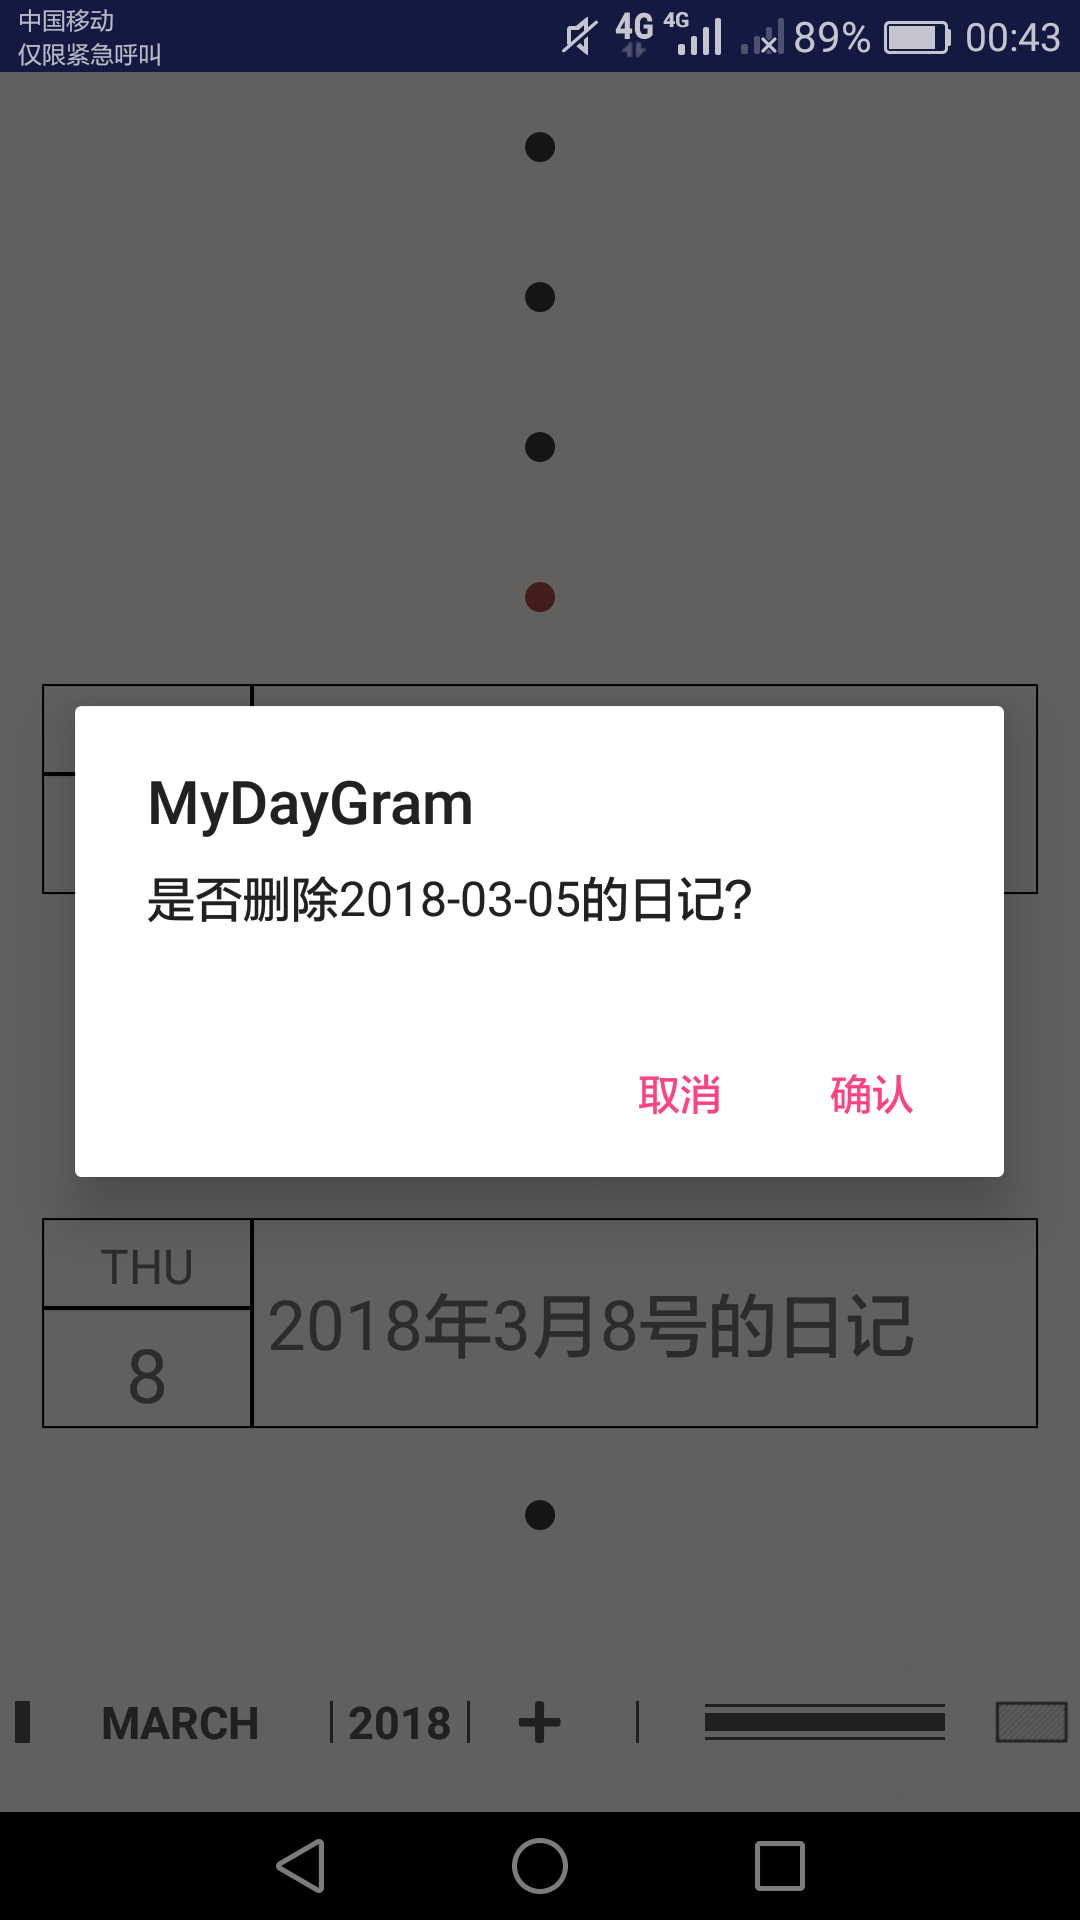 中国移动
仅限紧急呼叫
4G 4G 89% 00:43
MyDayGram
是否删除2018-03-05的日记?
取消 确认
THU
8
2018年3月8号的日记
MARCH 2018